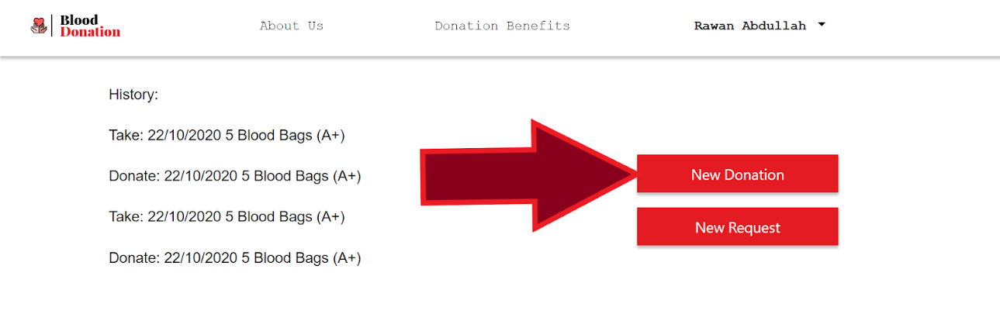 Blood
Donation
About Us
Donation Benefits
Rawan Abdullah
History:
Take: 22/10/2020 5 Blood Bags (A+)
Donate: 22/10/2020 5 Blood Bags (A+)
Take: 22/10/2020 5 Blood Bags (A+)
Donate: 22/10/2020 5 Blood Bags (A+)
New Donation
New Request